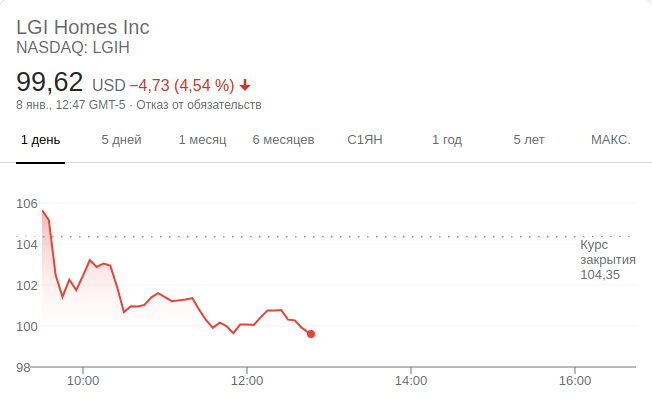 LGI Homes Inc
NASDAQ: LGIH
99,62 USD −4,73 (4,54 %)
8 янв., 12:47 GMT-5 · Отказ от обязательств
1 день 5 дней 1 месяц 6 месяцев С1ЯН 1 год 5 лет МАКС.
106
104
102
100
98
Курс
закрытия
104,35
10:00 12:00 14:00 16:00